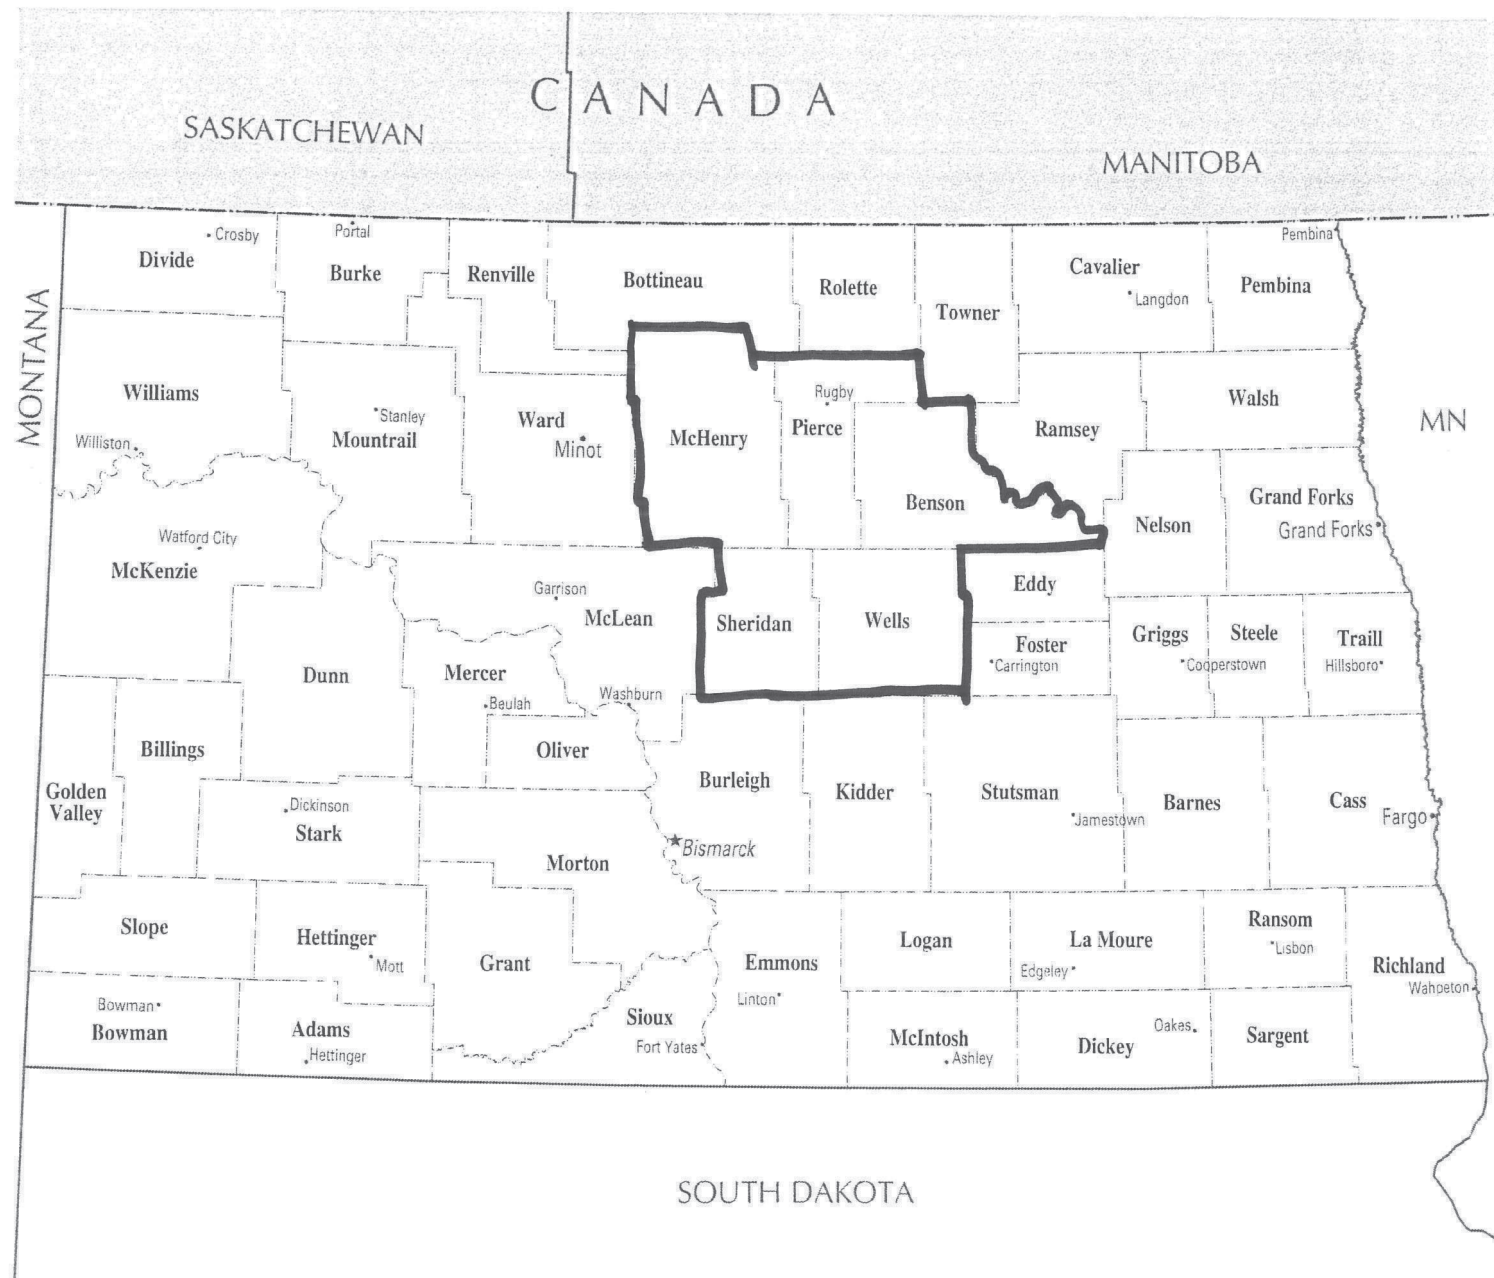 CANADA
SASKATCHEWAN
MANITOBA
MONTANA
MN
SOUTH DAKOTA
Crosby
Divide
Portal
Burke
Renville
Bottineau
Rolette
Towner
Cavalier
Langdon
Pembina
Pembina
Williams
Williston
Stanley
Mountrail
Ward
Minot
McHenry
Rugby
Pierce
Benson
Ramsey
Walsh
Nelson
Grand Forks
Grand Forks
Watford City
McKenzie
Garrison
McLean
Sheridan
Wells
Eddy
Foster
Carrington
Griggs
Cooperstown
Steele
Traill
Hillsboro
Dunn
Mercer
Beulah
Washburn
Oliver
Billings
Golden
Valley
Dickinson
Stark
Burleigh
Kidder
Stutsman
Jamestown
Barnes
Cass
Fargo
Bismarck
Morton
Slope
Hettinger
Mott
Grant
Emmons
Linton
Logan
La Moure
Edgeley
Ransom
Lisbon
Richland
Wahpeton
Bowman
Bowman
Adams
Hettinger
Sioux
Fort Yates
McIntosh
Ashley
Dickey
Oakes
Sargent